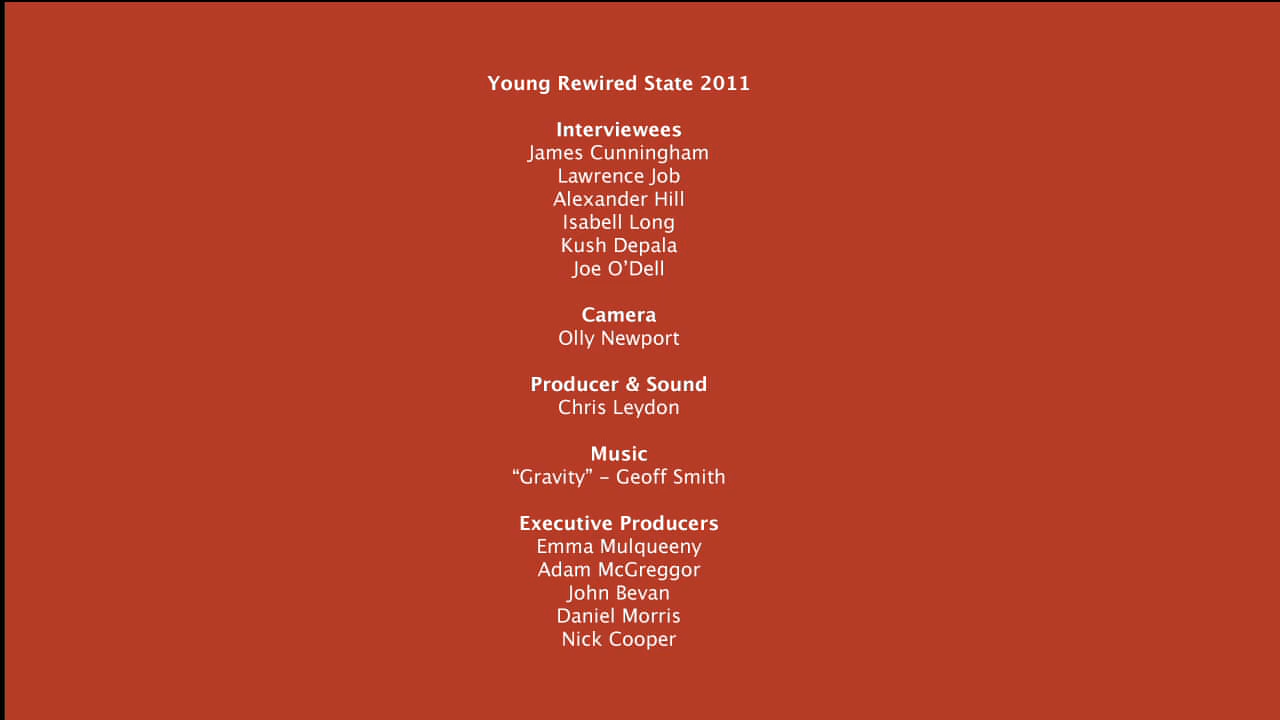 Young Rewired State 2011
Interviewees
James Cunningham
Lawrence Job
Alexander Hill
Isabell Long
Kush Depala
Joe O’Dell
Camera
Olly Newport
Producer & Sound
Chris Leydon
Music
“Gravity” – Geoff Smith
Executive Producers
Emma Mulqueeny
Adam McGreggor
John Bevan
Daniel Morris
Nick Cooper